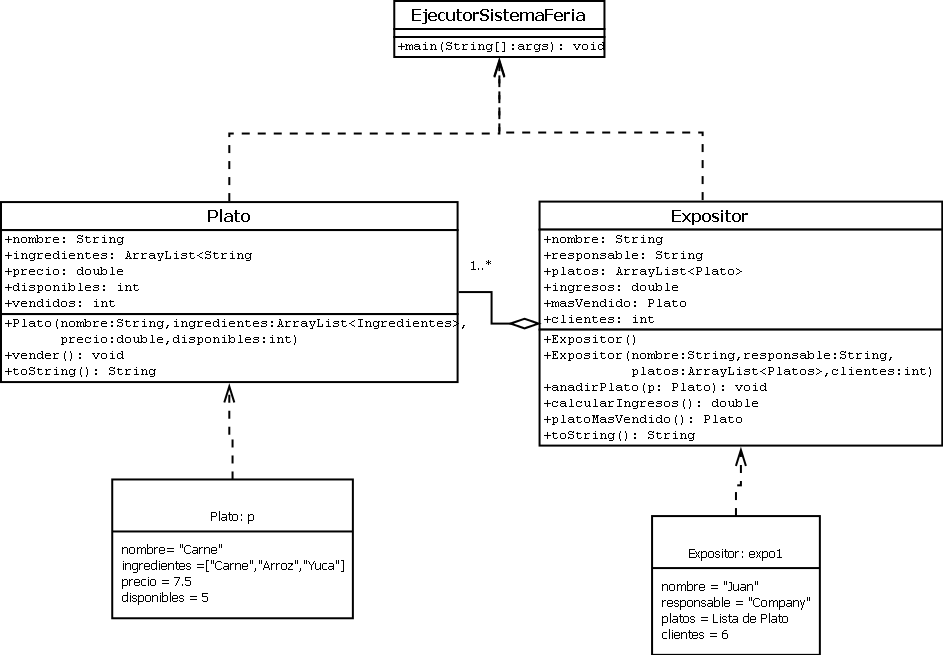 EjecutorSistemaFeria
+main(String[]:args): void
Plato
+nombre: String
+ingredientes: ArrayList<String
+precio: double
+disponibles: int
+vendidos: int
+Plato(nombre:String,ingredientes:ArrayList<Ingredientes>,
precio:double,disponibles:int)
+vender(): void
+toString(): String
1..*
Expositor
+nombre: String
+responsable: String
+platos: ArrayList<Plato>
+ingresos: double
+masVendido: Plato
+clientes: int
+Expositor()
+Expositor(nombre:String,responsable:String,
platos:ArrayList<Platos>,clientes:int)
+anadirPlato(p: Plato): void
+calcularIngresos(): double
+platoMasVendido(): Plato
+toString(): String
Plato: p
nombre= "Carne"
ingredientes =["Carne","Arroz","Yuca"]
precio = 7.5
disponibles = 5
Expositor: expo1
nombre = "Juan"
responsable = "Company"
platos = Lista de Plato
clientes = 6